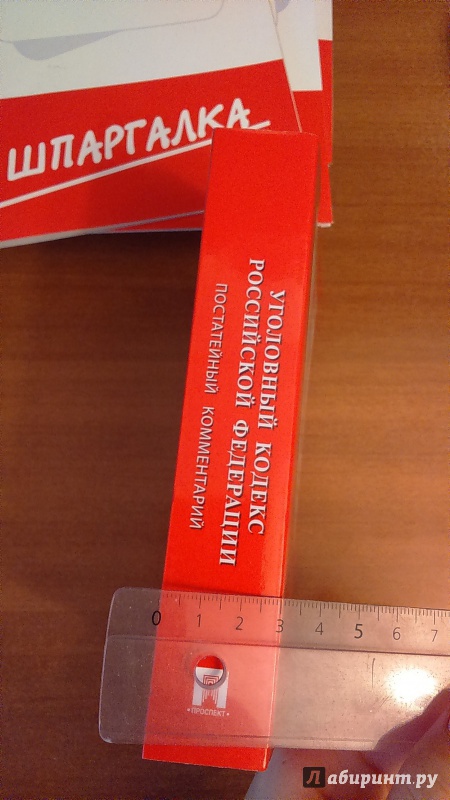 ШПАРГАЛКА
УГОЛОВНЫЙ КОДЕКС
РОССИЙСКОЙ ФЕДЕРАЦИИ
ПОСТАТЕЙНЫЙ КОММЕНТАРИЙ
0 1 2 3 4 5 6 7
• ПРОСПЕКТ •
Лабиринт.ру